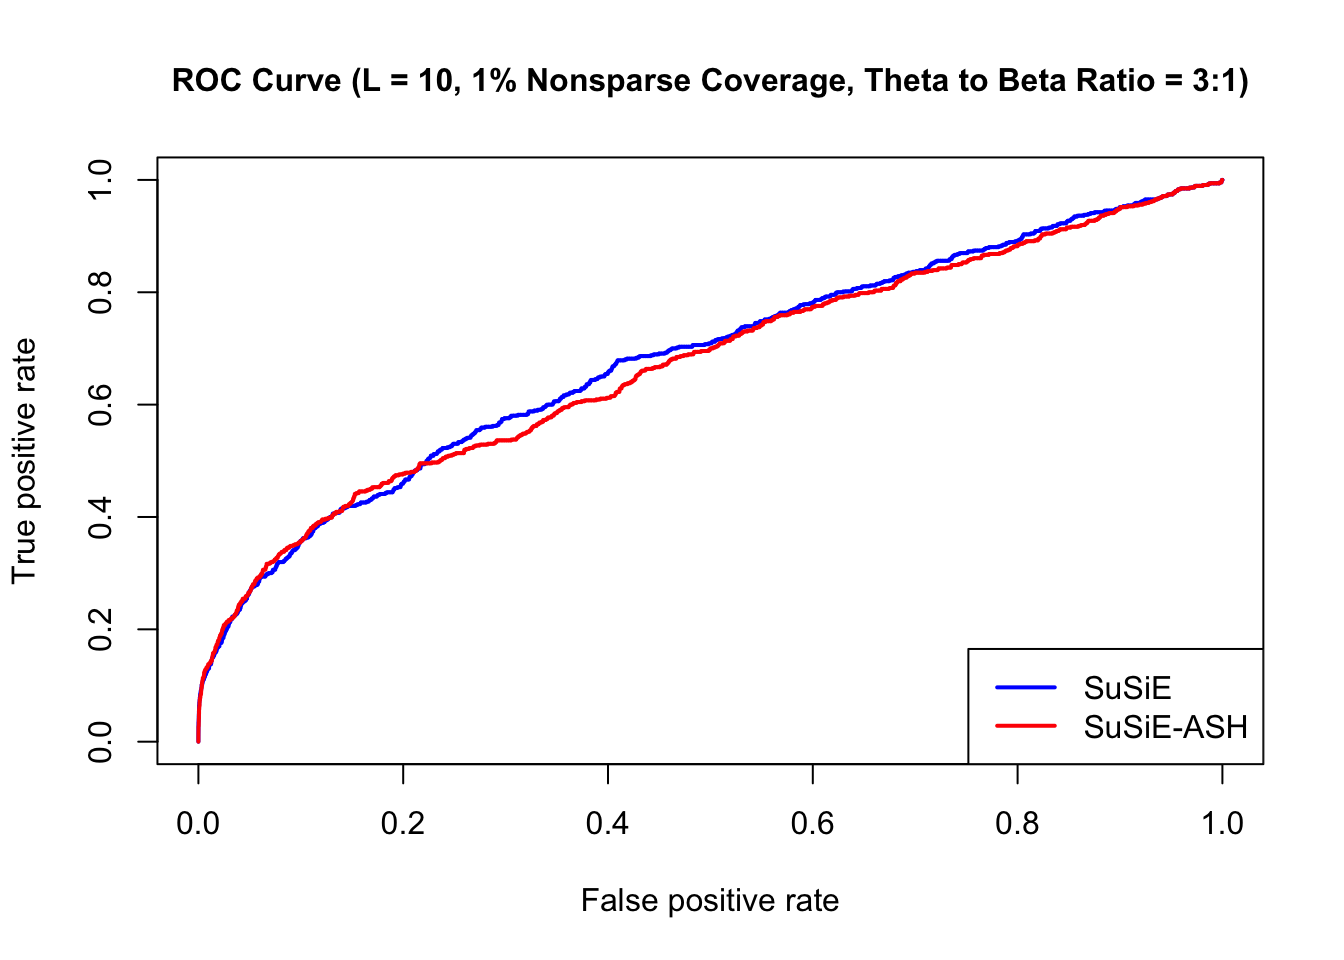 ROC Curve (L = 10, 1% Nonsparse Coverage, Theta to Beta Ratio = 3:1)
True positive rate
1.0
0.8
0.6
0.4
0.2
0.0
SuSiE
SuSiE-ASH
0.0 0.2 0.4 0.6 0.8 1.0
False positive rate